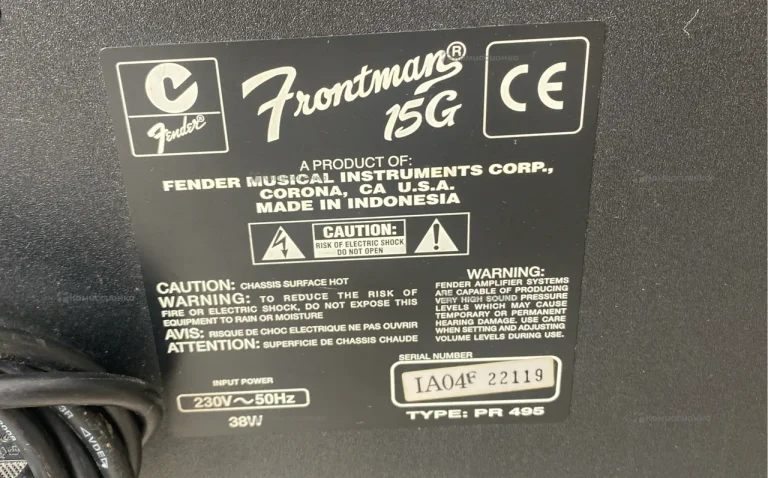 Fender®
Frontman®
15G
CE
A PRODUCT OF:
FENDER MUSICAL INSTRUMENTS CORP.,
CORONA, CA U.S.A.
MADE IN INDONESIA
CAUTION:
RISK OF ELECTRIC SHOCK
DO NOT OPEN
CAUTION: CHASSIS SURFACE HOT
WARNING: TO REDUCE THE RISK OF
FIRE OR ELECTRIC SHOCK, DO NOT EXPOSE THIS
EQUIPMENT TO RAIN OR MOISTURE
AVIS: RISQUE DE CHOC ELECTRIQUE NE PAS OUVRIR
ATTENTION: SUPERFICIE DE CHASSIS CHAUDE
WARNING:
FENDER AMPLIFIER SYSTEMS
ARE CAPABLE OF PRODUCING
VERY HIGH SOUND PRESSURE
LEVELS WHICH MAY CAUSE
TEMPORARY OR PERMANENT
HEARING DAMAGE. USE CARE
WHEN SETTING AND ADJUSTING
VOLUME LEVELS DURING USE.
INPUT POWER
230V～50Hz
38W
SERIAL NUMBER
IA04F 22119
TYPE: PR 495